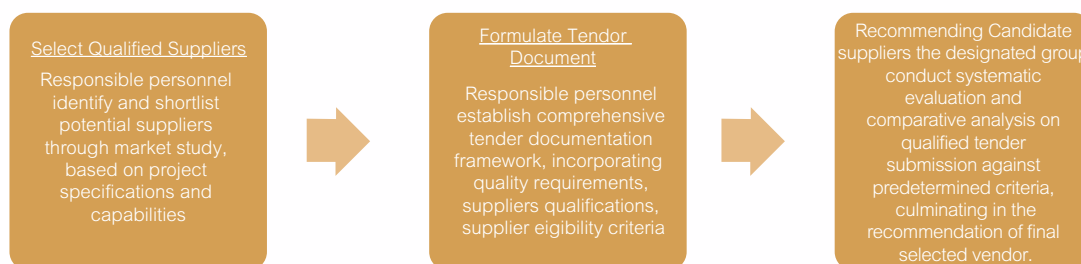 Select Qualified Suppliers
Responsible personnel
identify and shortlist
potential suppliers
through market study,
based on project
specifications and
capabilities
Formulate Tendor
Document
Responsible personnel
establish comprehensive
tender documentation
framework, incorporating
quality requirements,
suppliers qualifications,
supplier eigibility criteria
Recommending Candidate
suppliers the designated group
conduct systematic
evaluation and
comparative analysis on
qualified tender
submission against
predetermined criteria,
culminating in the
recommendation of final
selected vendor.